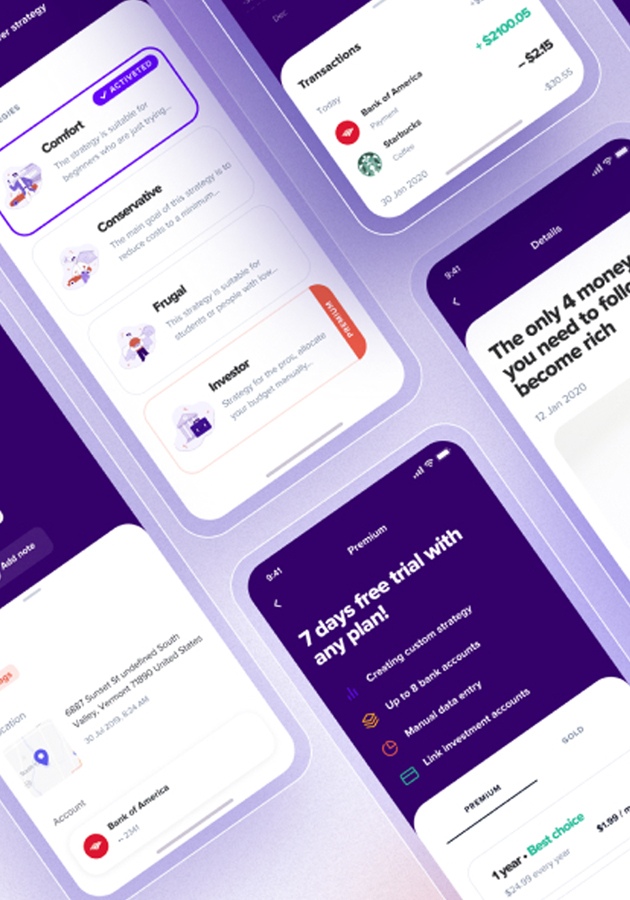 strategy
ACTIVATED
Comfort
The strategy is suitable for
beginners who are just trying...
Conservative
The main goal of this strategy is to
reduce costs to a minimum...
Frugal
This strategy is suitable for
students or people with low...
PREMIUM
Investor
Strategy for the pros, allocate
your budget manually...
Dec
Transactions
Today
Bank of America
Payment
+ $2100.05
Starbucks
Coffee
– $2.15
30 Jan 2020
-$30.55
9:41
Details
The only 4 money
you need to follo
become rich
12 Jan 2020
Add note
6887 Sunset St undefined South
Valley, Vermont 71890 United States
30 Jul 2019, 8:24 AM
Account
Bank of America
•• 2341
9:41
Premium
7 days free trial with
any plan!
Creating custom strategy
Up to 8 bank accounts
Manual data entry
Link investment accounts
PREMIUM
GOLD
1 year • Best choice
$24.99 every year
$1.99 / m